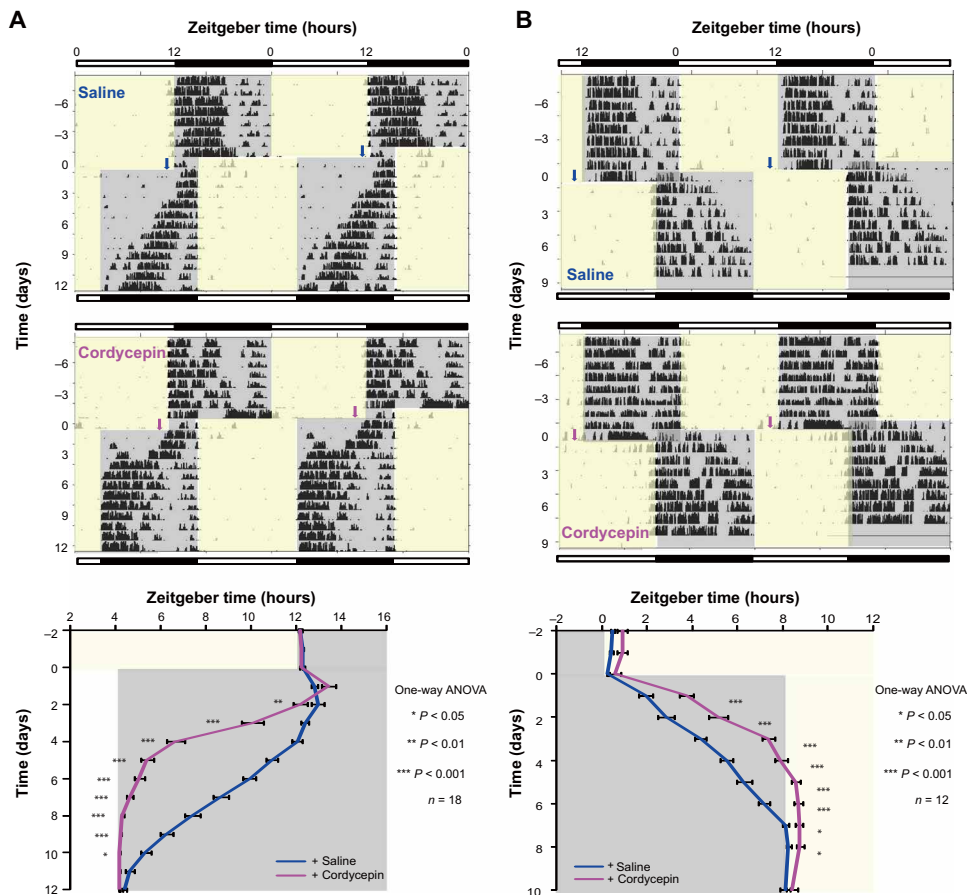 A
Zeitgeber time (hours)
0 12 0 12 0
Saline
−6
−3
0
3
6
9
12
Time (days)
Cordycepin
−6
−3
0
3
6
9
12
Zeitgeber time (hours)
2 4 6 8 10 12 14 16
−2
0
2
4
6
8
10
12
Time (days)
**
***
***
***
***
***
***
***
*
One-way ANOVA
* P < 0.05
** P < 0.01
*** P < 0.001
n = 18
+ Saline
+ Cordycepin
B
Zeitgeber time (hours)
12 0 12 0
−6
−3
0
3
6
9
Saline
Time (days)
−6
−3
0
3
6
9
Cordycepin
Zeitgeber time (hours)
−2 0 2 4 6 8 10 12
−2
0
2
4
6
8
10
Time (days)
***
***
***
***
***
***
*
*
One-way ANOVA
* P < 0.05
** P < 0.01
*** P < 0.001
n = 12
+ Saline
+ Cordycepin